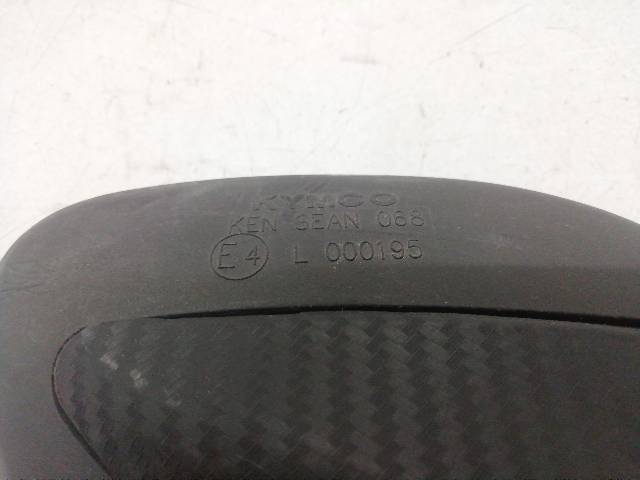 KYMCO
KEN SEAN 068
E4 L 000195